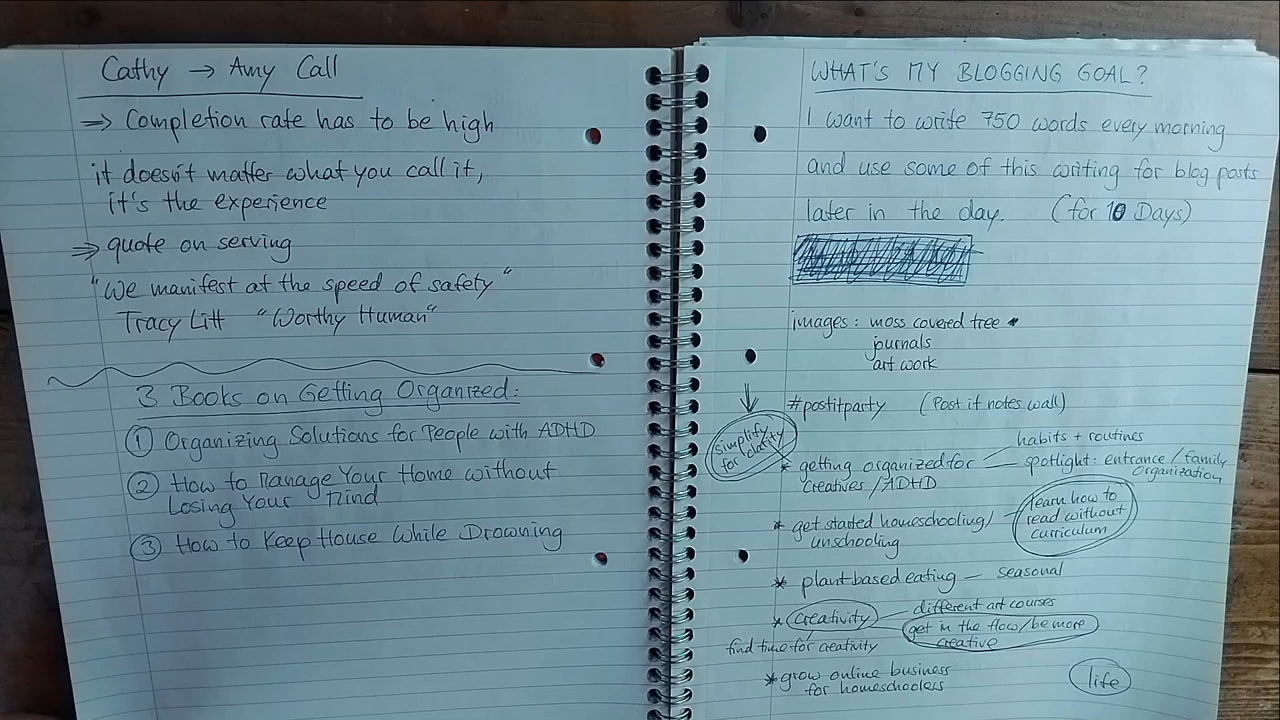 Cathy → Amy Call
⇒ Completion rate has to be high
it doesn't matter what you call it,
it's the experience
⇒ quote on serving
"We manifest at the speed of safety"
Tracy Litt "Worthy Human"
3 Books on Getting Organized:
① Organizing Solutions for People with ADHD
② How to Manage Your Home without
Losing Your Mind
③ How to Keep House While Drowning
WHAT'S MY BLOGGING GOAL?
I want to write 750 words every morning
and use some of this writing for blog posts
later in the day. (for 10 Days)
images: moss covered tree
journals
art work
#postitparty (Post it notes wall)
simplify
for clarity
habits + routines
* getting organized for
spotlight: entrance / family
organization
creatives / ADHD
* get started homeschooling/
unschooling
learn how to
read without
curriculum
* plantbased eating — seasonal
* creativity
different art courses
get in the flow/be more
creative
find time for creativity
* grow online business
for homeschoolers
life